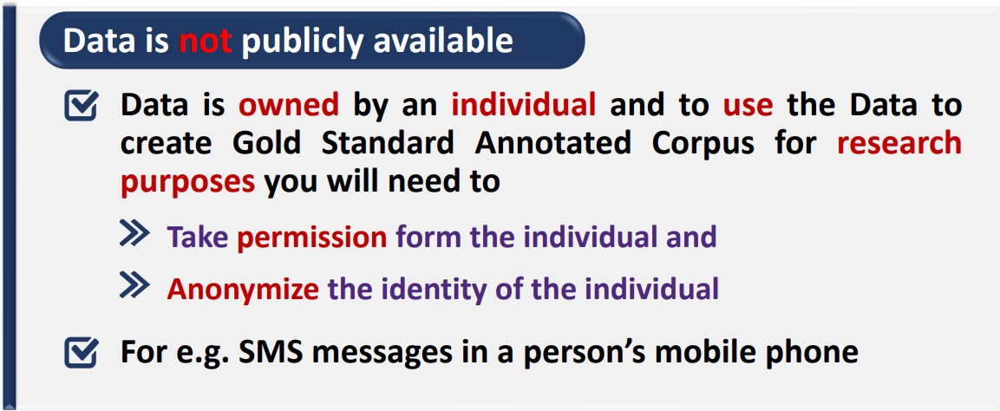 Data is not publicly available
Data is owned by an individual and to use the Data to
create Gold Standard Annotated Corpus for research
purposes you will need to
Take permission form the individual and
Anonymize the identity of the individual
For e.g. SMS messages in a person’s mobile phone